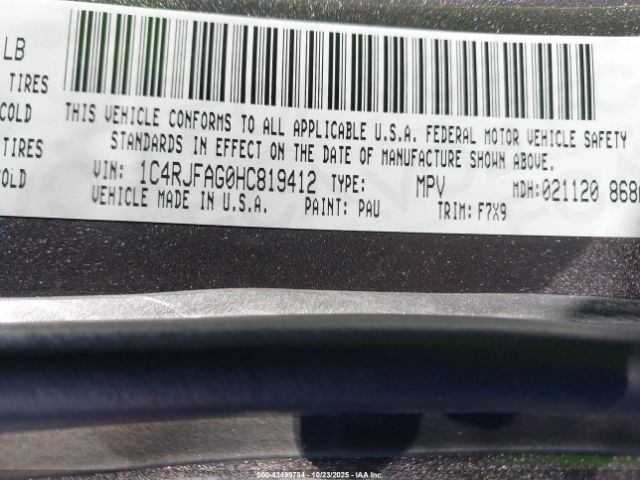 LB
TIRES
COLD
TIRES
COLD
THIS VEHICLE CONFORMS TO ALL APPLICABLE U.S.A. FEDERAL MOTOR VEHICLE SAFETY
STANDARDS IN EFFECT ON THE DATE OF MANUFACTURE SHOWN ABOVE.
VIN: 1C4RJFAG0HC819412 TYPE: MPV MDH:021120 868
VEHICLE MADE IN U.S.A. PAINT: PAU TRIM: F7X9
000-43499784 | 10/23/2025 - IAA Inc.